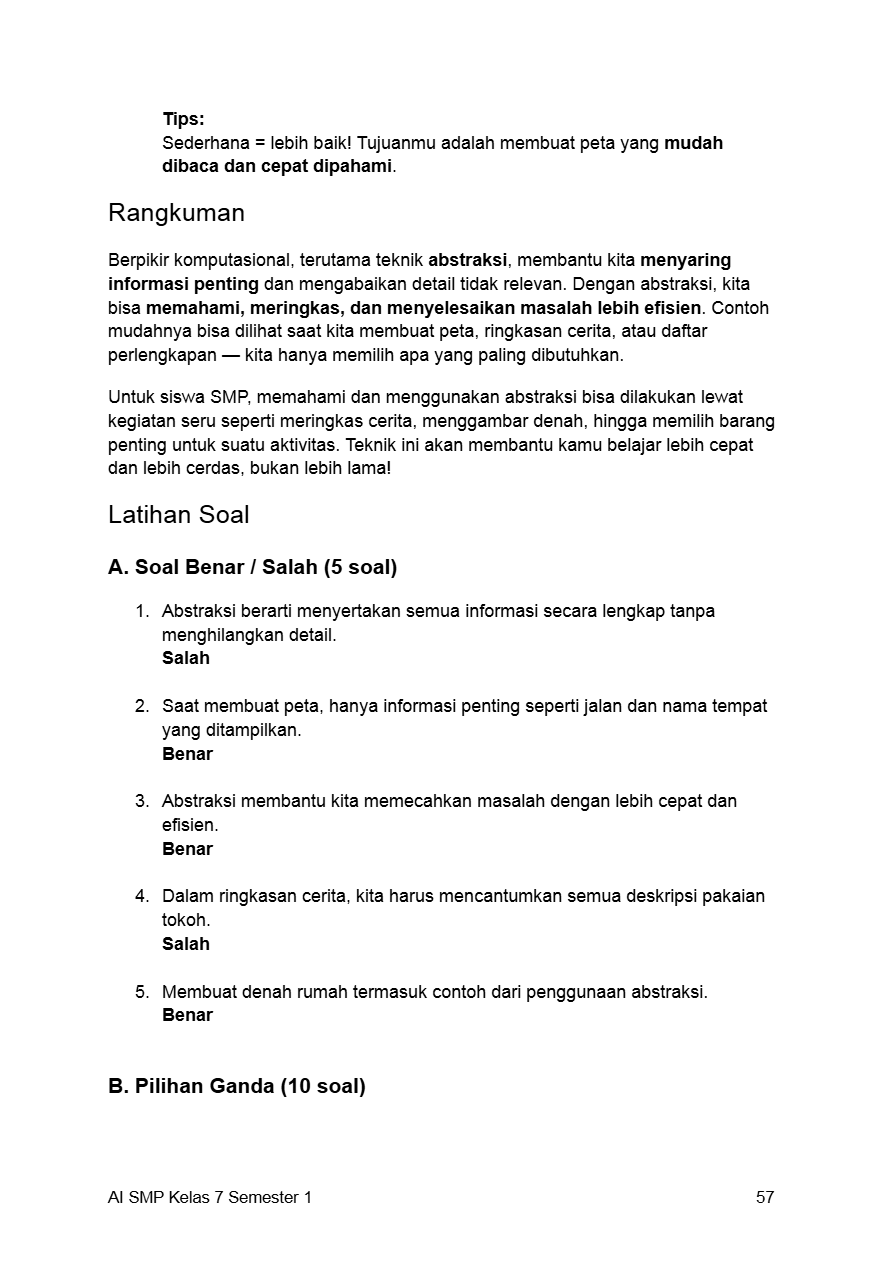 Tips:
Sederhana = lebih baik! Tujuanmu adalah membuat peta yang mudah
dibaca dan cepat dipahami.
Rangkuman
Berpikir komputasional, terutama teknik abstraksi, membantu kita menyaring
informasi penting dan mengabaikan detail tidak relevan. Dengan abstraksi, kita
bisa memahami, meringkas, dan menyelesaikan masalah lebih efisien. Contoh
mudahnya bisa dilihat saat kita membuat peta, ringkasan cerita, atau daftar
perlengkapan — kita hanya memilih apa yang paling dibutuhkan.
Untuk siswa SMP, memahami dan menggunakan abstraksi bisa dilakukan lewat
kegiatan seru seperti meringkas cerita, menggambar denah, hingga memilih barang
penting untuk suatu aktivitas. Teknik ini akan membantu kamu belajar lebih cepat
dan lebih cerdas, bukan lebih lama!
Latihan Soal
A. Soal Benar / Salah (5 soal)
1. Abstraksi berarti menyertakan semua informasi secara lengkap tanpa
menghilangkan detail.
Salah
2. Saat membuat peta, hanya informasi penting seperti jalan dan nama tempat
yang ditampilkan.
Benar
3. Abstraksi membantu kita memecahkan masalah dengan lebih cepat dan
efisien.
Benar
4. Dalam ringkasan cerita, kita harus mencantumkan semua deskripsi pakaian
tokoh.
Salah
5. Membuat denah rumah termasuk contoh dari penggunaan abstraksi.
Benar
B. Pilihan Ganda (10 soal)
AI SMP Kelas 7 Semester 1 57